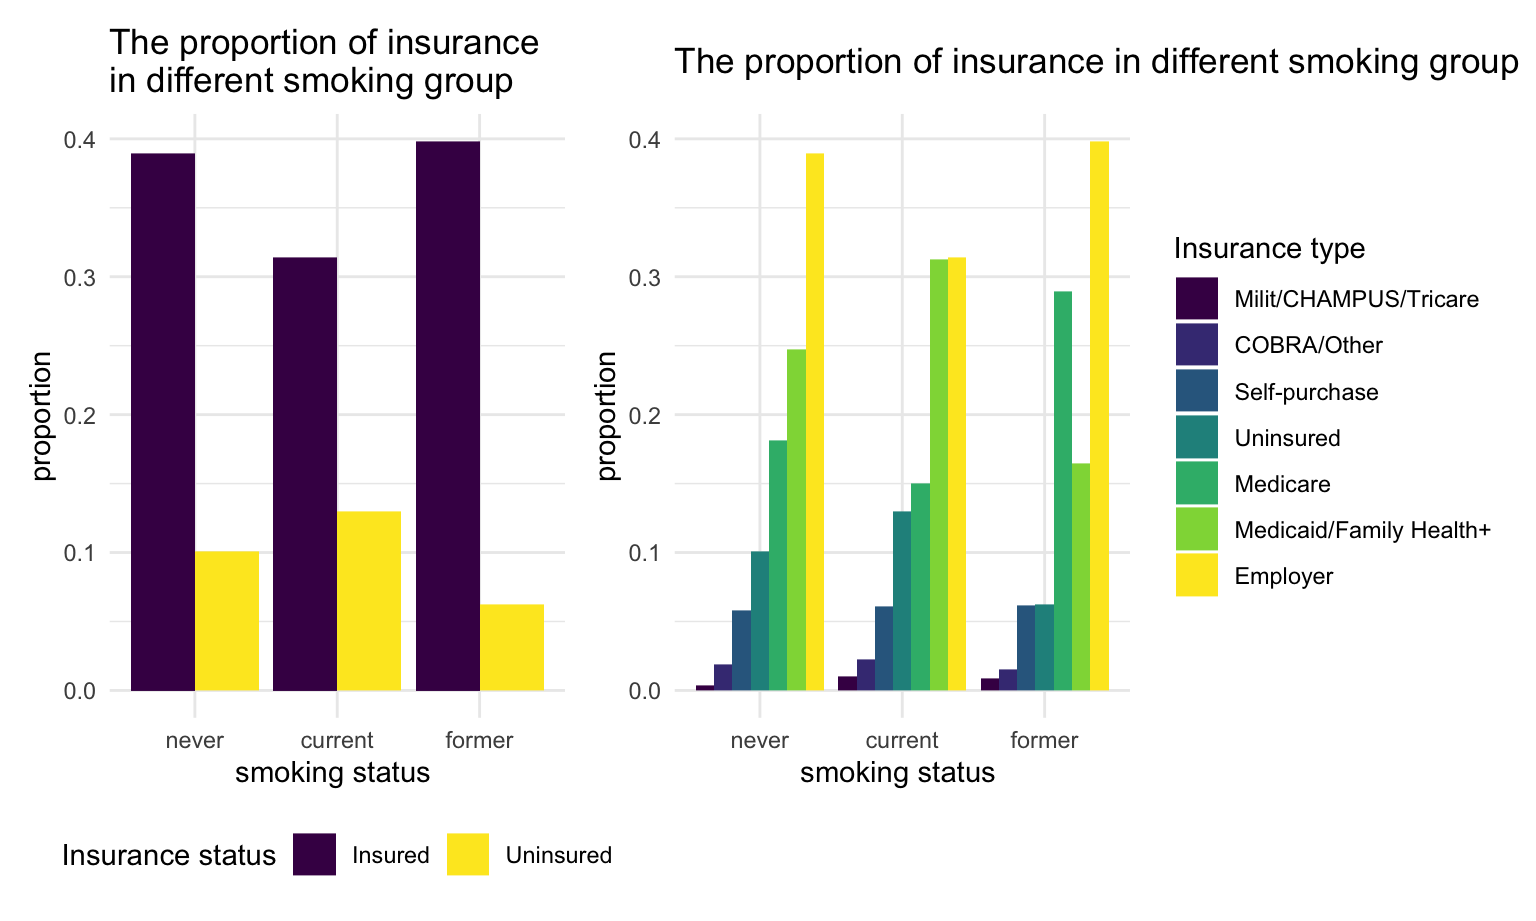 The proportion of insurance
in different smoking group
0.4
0.3
0.2
0.1
0.0
proportion
never current former
smoking status
Insurance status Insured Uninsured
The proportion of insurance in different smoking group
0.4
0.3
0.2
0.1
0.0
proportion
never current former
smoking status
Insurance type
Milit/CHAMPUS/Tricare
COBRA/Other
Self-purchase
Uninsured
Medicare
Medicaid/Family Health+
Employer